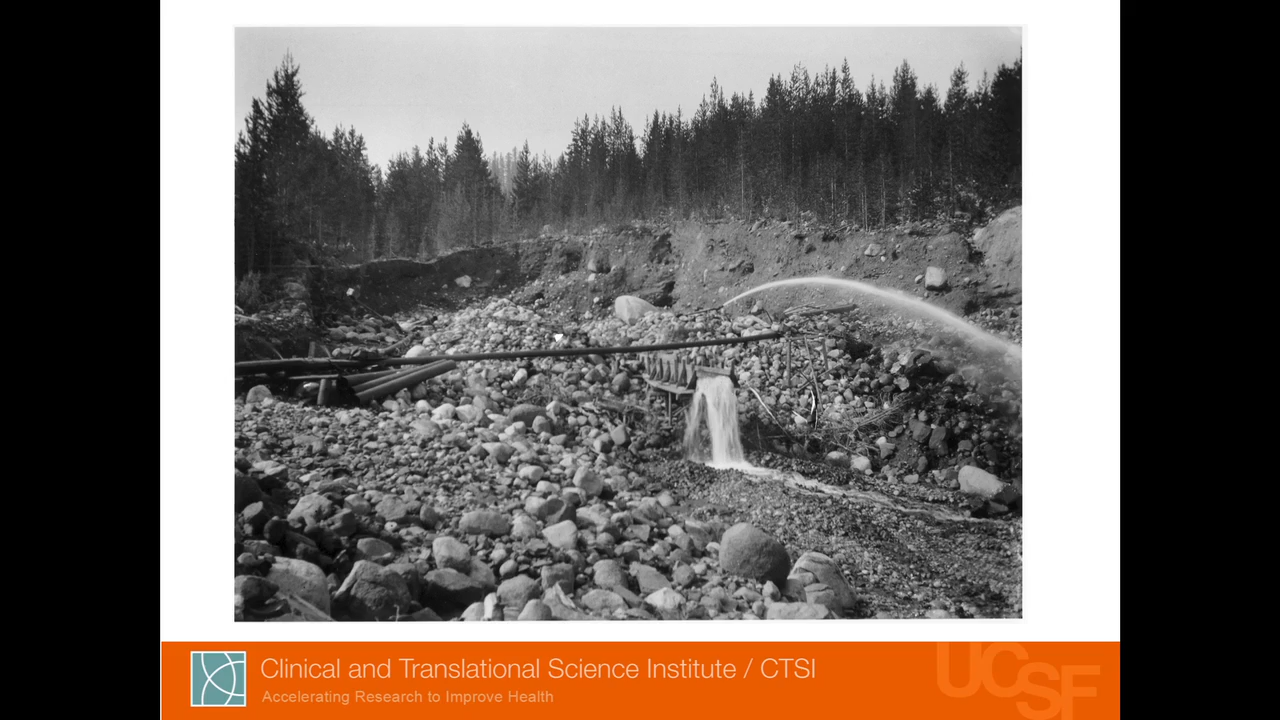 Clinical and Translational Science Institute / CTSI
Accelerating Research to Improve Health
UCSF